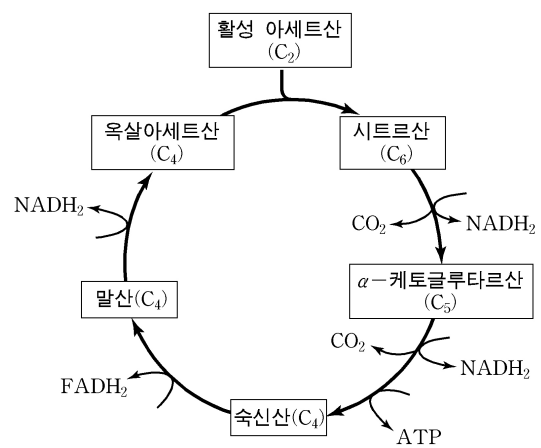 활성 아세트산
(C₂)
옥살아세트산
(C₄)
시트르산
(C₆)
NADH₂
CO₂
NADH₂
말산(C₄)
α－케토글루타르산
(C₅)
CO₂
NADH₂
FADH₂
숙신산(C₄)
ATP